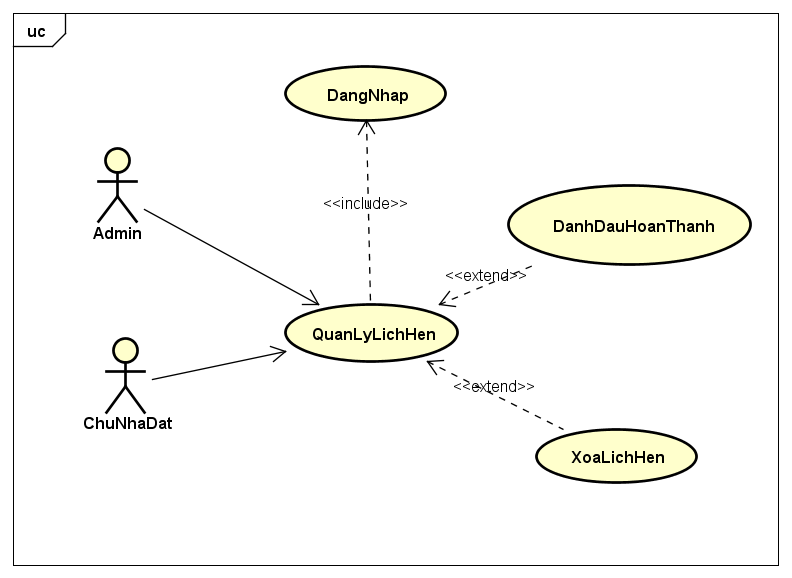 uc
DangNhap
Admin
<<include>>
DanhDauHoanThanh
<<extend>>
QuanLyLichHen
ChuNhaDat
<<extend>>
XoaLichHen